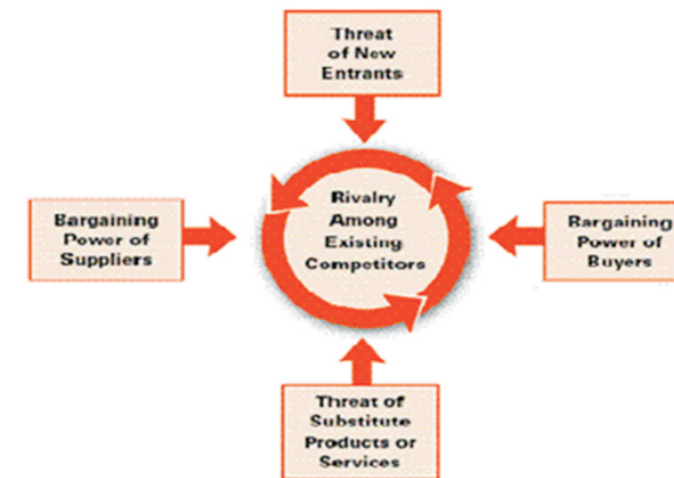 Threat
of New
Entrants
Rivalry
Among
Existing
Competitors
Bargaining
Power of
Suppliers
Bargaining
Power of
Buyers
Threat of
Substitute
Products or
Services